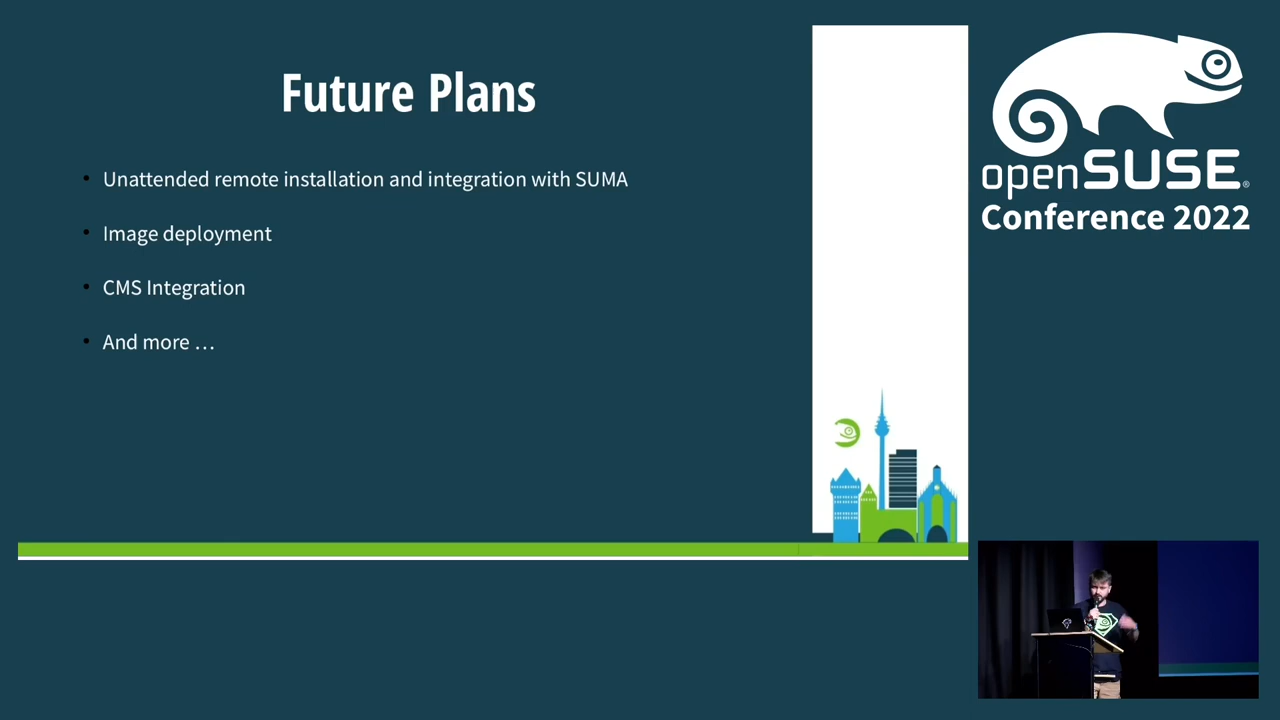 Future Plans
Unattended remote installation and integration with SUMA
Image deployment
CMS Integration
And more …
openSUSE®
Conference 2022